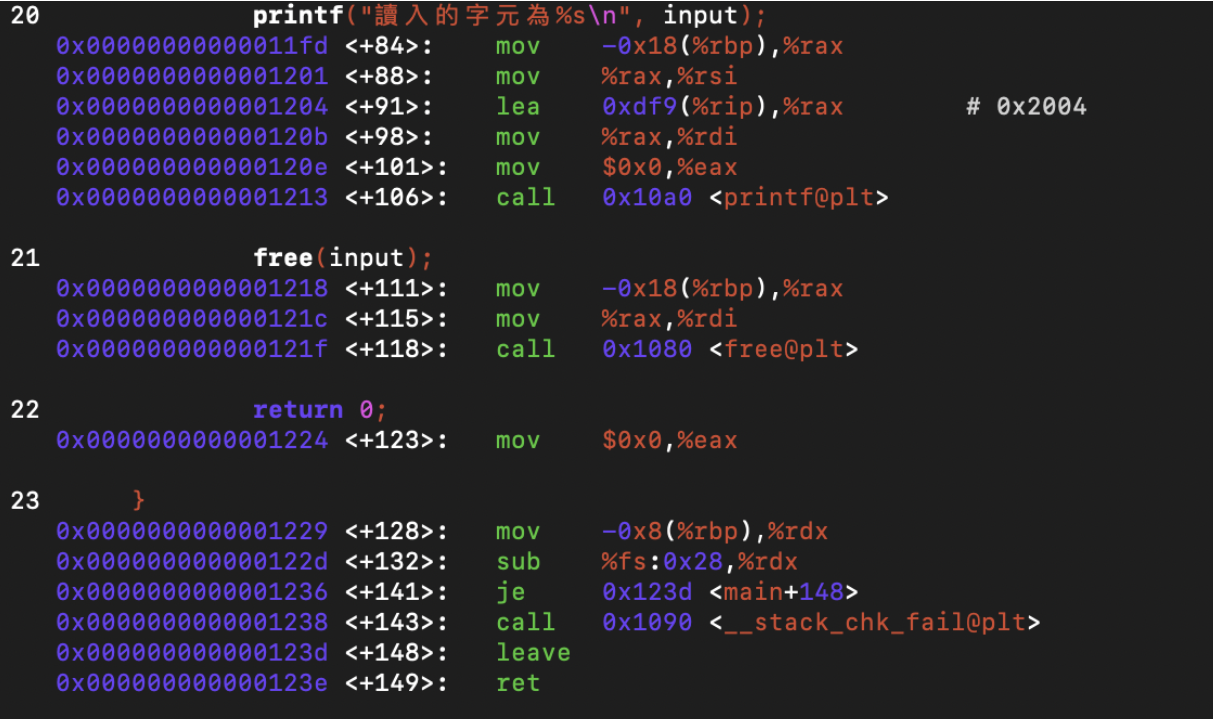 20 printf("讀入的字元為%s\n", input);
0x00000000000011fd <+84>: mov -0x18(%rbp),%rax
0x0000000000001201 <+88>: mov %rax,%rsi
0x0000000000001204 <+91>: lea 0xdf9(%rip),%rax # 0x2004
0x000000000000120b <+98>: mov %rax,%rdi
0x000000000000120e <+101>: mov $0x0,%eax
0x0000000000001213 <+106>: call 0x10a0 <printf@plt>
21 free(input);
0x0000000000001218 <+111>: mov -0x18(%rbp),%rax
0x000000000000121c <+115>: mov %rax,%rdi
0x000000000000121f <+118>: call 0x1080 <free@plt>
22 return 0;
0x0000000000001224 <+123>: mov $0x0,%eax
23 }
0x0000000000001229 <+128>: mov -0x8(%rbp),%rdx
0x000000000000122d <+132>: sub %fs:0x28,%rdx
0x0000000000001236 <+141>: je 0x123d <main+148>
0x0000000000001238 <+143>: call 0x1090 <__stack_chk_fail@plt>
0x000000000000123d <+148>: leave
0x000000000000123e <+149>: ret